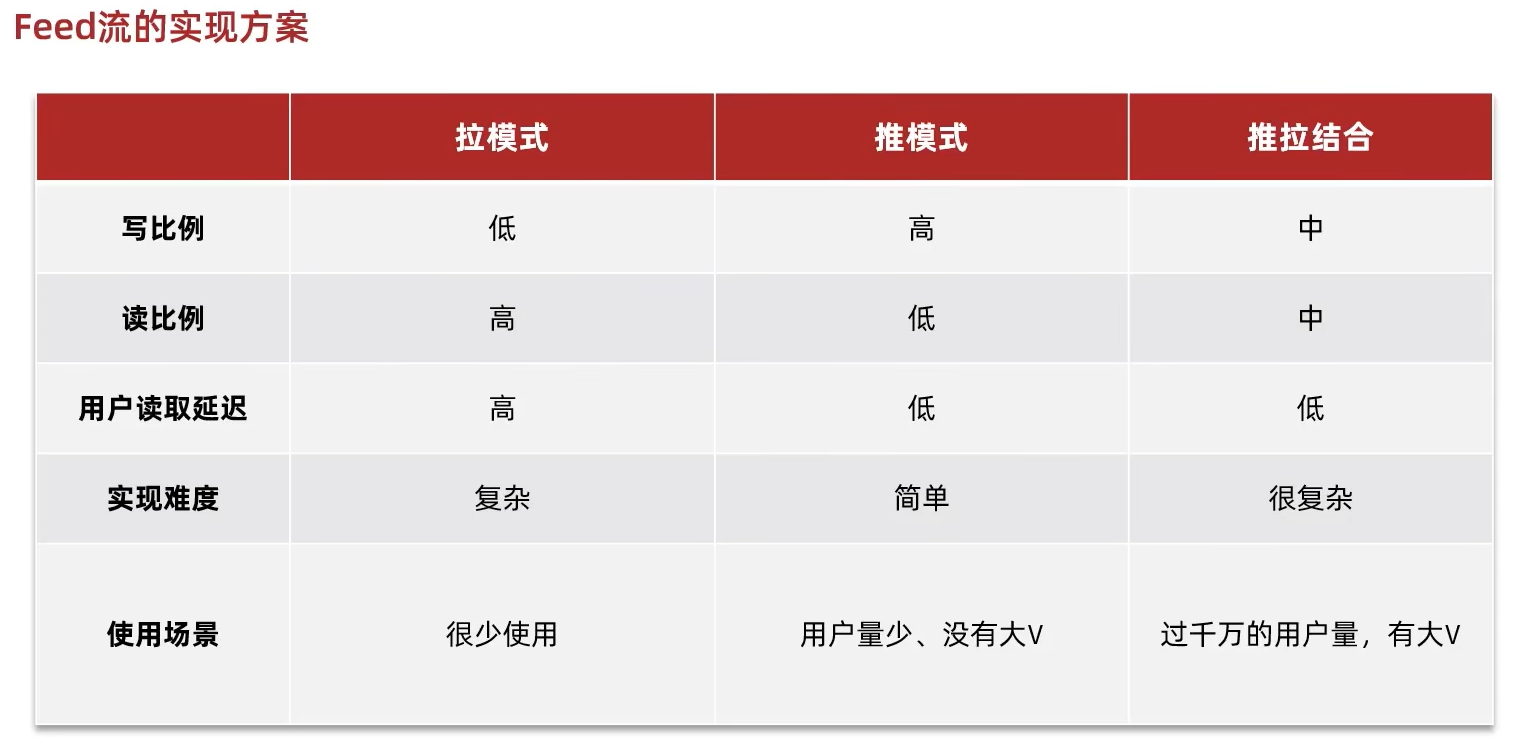 Feed流的实现方案
拉模式 推模式 推拉结合
写比例 低 高 中
读比例 高 低 中
用户读取延迟 高 低 低
实现难度 复杂 简单 很复杂
使用场景 很少使用 用户量少、没有大V 过千万的用户量，有大V